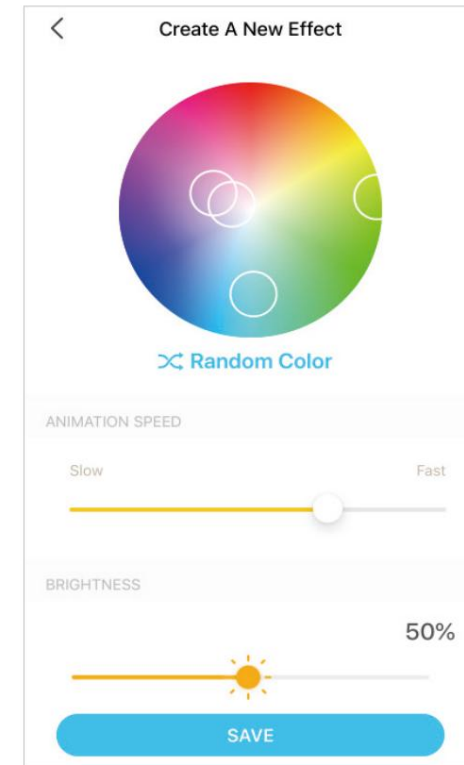 Create A New Effect
Random Color
ANIMATION SPEED
Slow Fast
BRIGHTNESS
50%
SAVE